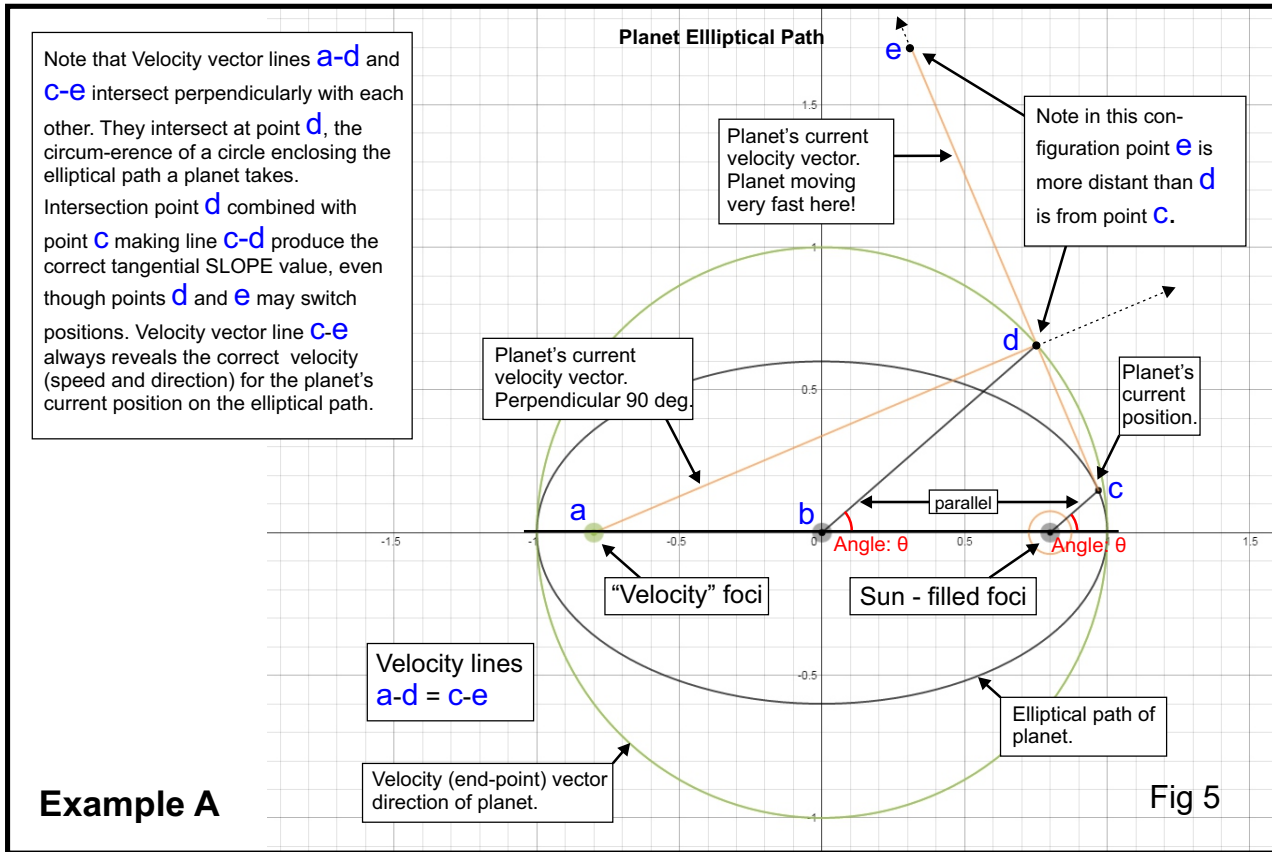 Planet Ellliptical Path
Note that Velocity vector lines a-d and
c-e intersect perpendicularly with each
other. They intersect at point d, the
circum-erence of a circle enclosing the
elliptical path a planet takes.
Intersection point d combined with
point c making line c-d produce the
correct tangential SLOPE value, even
though points d and e may switch
positions. Velocity vector line c-e
always reveals the correct velocity
(speed and direction) for the planet's
current position on the elliptical path.
e
1.5
Planet's current
velocity vector.
Planet moving
very fast here!
Note in this con-
figuration point e is
more distant than d
is from point c.
1
d
Planet's current
velocity vector.
Perpendicular 90 deg.
0.5
Planet's
current
position.
a
b
parallel
c
-1.5
-1
-0.5
0
0.5
1
1.5
Angle: θ
Angle: θ
"Velocity" foci
Sun - filled foci
Velocity lines
a-d = c-e
-0.5
Elliptical path of
planet.
Velocity (end-point) vector
direction of planet.
-1
Example A
Fig 5